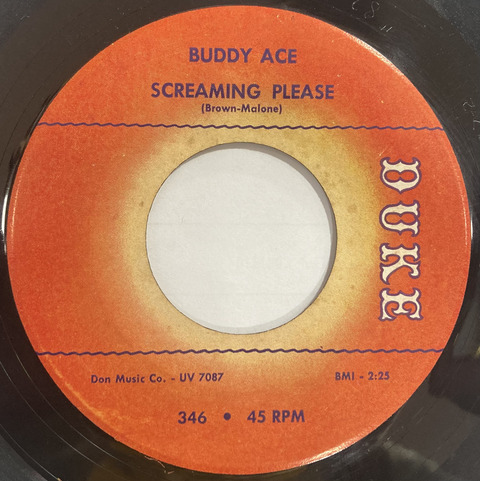 BUDDY ACE
SCREAMING PLEASE
(Brown-Malone)
DUKE
Don Music Co. - UV 7087
BMI - 2:25
346 • 45 RPM